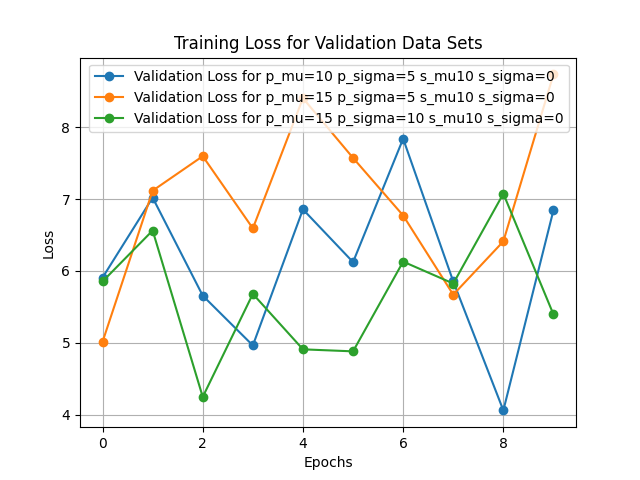 Training Loss for Validation Data Sets
Validation Loss for p_mu=10 p_sigma=5 s_mu10 s_sigma=0
Validation Loss for p_mu=15 p_sigma=5 s_mu10 s_sigma=0
Validation Loss for p_mu=15 p_sigma=10 s_mu10 s_sigma=0
8
7
6
5
4
Loss
0 2 4 6 8
Epochs